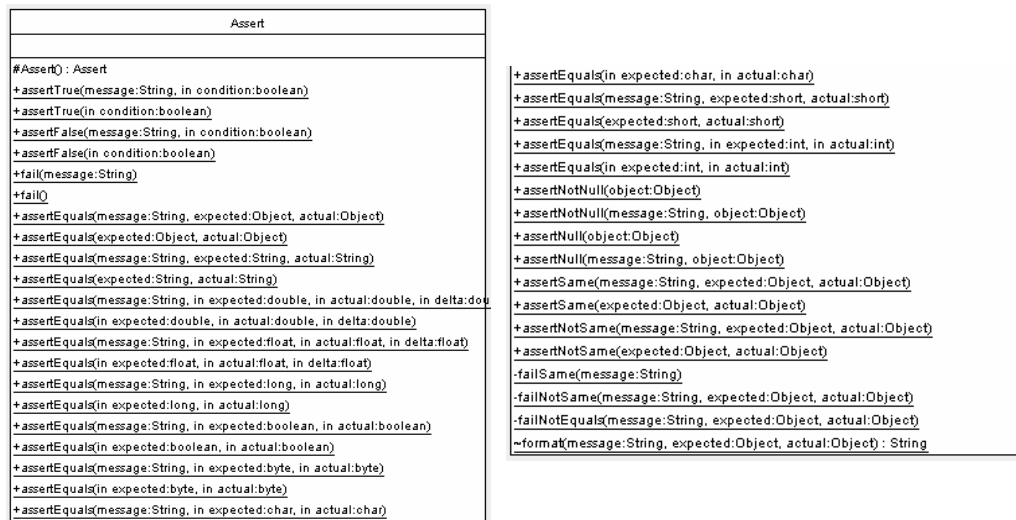 Assert
#Assert() : Assert
+assertTrue(message:String, in condition:boolean)
+assertTrue(in condition:boolean)
+assertFalse(message:String, in condition:boolean)
+assertFalse(in condition:boolean)
+fail(message:String)
+fail()
+assertEquals(message:String, expected:Object, actual:Object)
+assertEquals(expected:Object, actual:Object)
+assertEquals(message:String, expected:String, actual:String)
+assertEquals(expected:String, actual:String)
+assertEquals(message:String, in expected:double, in actual:double, in delta:dou
+assertEquals(in expected:double, in actual:double, in delta:double)
+assertEquals(message:String, in expected:float, in actual:float, in delta:float)
+assertEquals(in expected:float, in actual:float, in delta:float)
+assertEquals(message:String, in expected:long, in actual:long)
+assertEquals(in expected:long, in actual:long)
+assertEquals(message:String, in expected:boolean, in actual:boolean)
+assertEquals(in expected:boolean, in actual:boolean)
+assertEquals(message:String, in expected:byte, in actual:byte)
+assertEquals(in expected:byte, in actual:byte)
+assertEquals(message:String, in expected:char, in actual:char)
+assertEquals(in expected:char, in actual:char)
+assertEquals(message:String, expected:short, actual:short)
+assertEquals(expected:short, actual:short)
+assertEquals(message:String, in expected:int, in actual:int)
+assertEquals(in expected:int, in actual:int)
+assertNotNull(object:Object)
+assertNotNull(message:String, object:Object)
+assertNull(object:Object)
+assertNull(message:String, object:Object)
+assertSame(message:String, expected:Object, actual:Object)
+assertSame(expected:Object, actual:Object)
+assertNotSame(message:String, expected:Object, actual:Object)
+assertNotSame(expected:Object, actual:Object)
-failSame(message:String)
-failNotSame(message:String, expected:Object, actual:Object)
-failNotEquals(message:String, expected:Object, actual:Object)
~format(message:String, expected:Object, actual:Object) : String